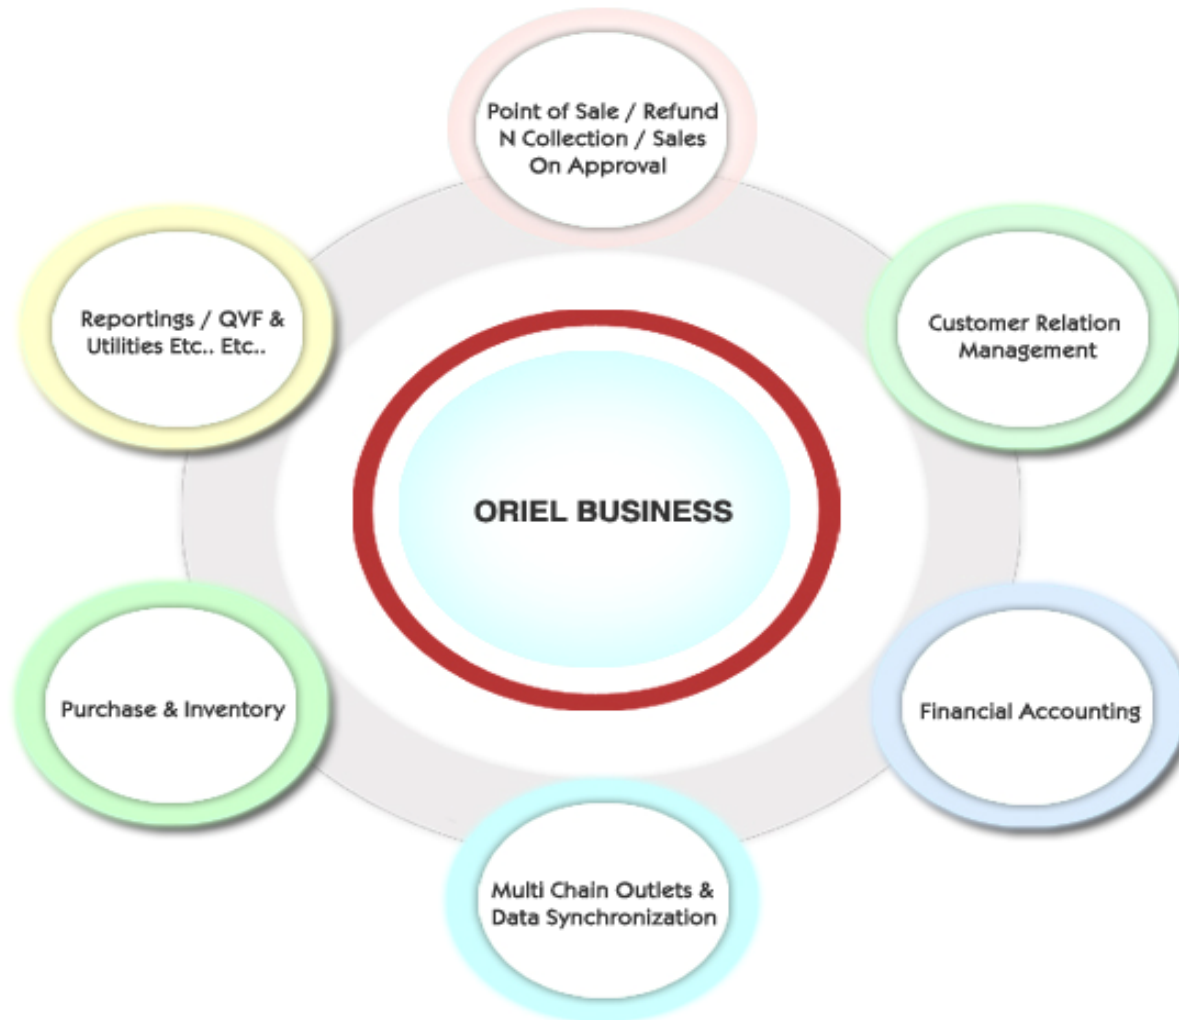 Point of Sale / Refund
N Collection / Sales
On Approval
Reportings / QVF &
Utilities Etc.. Etc..
Customer Relation
Management
ORIEL BUSINESS
Purchase & Inventory
Financial Accounting
Multi Chain Outlets &
Data Synchronization